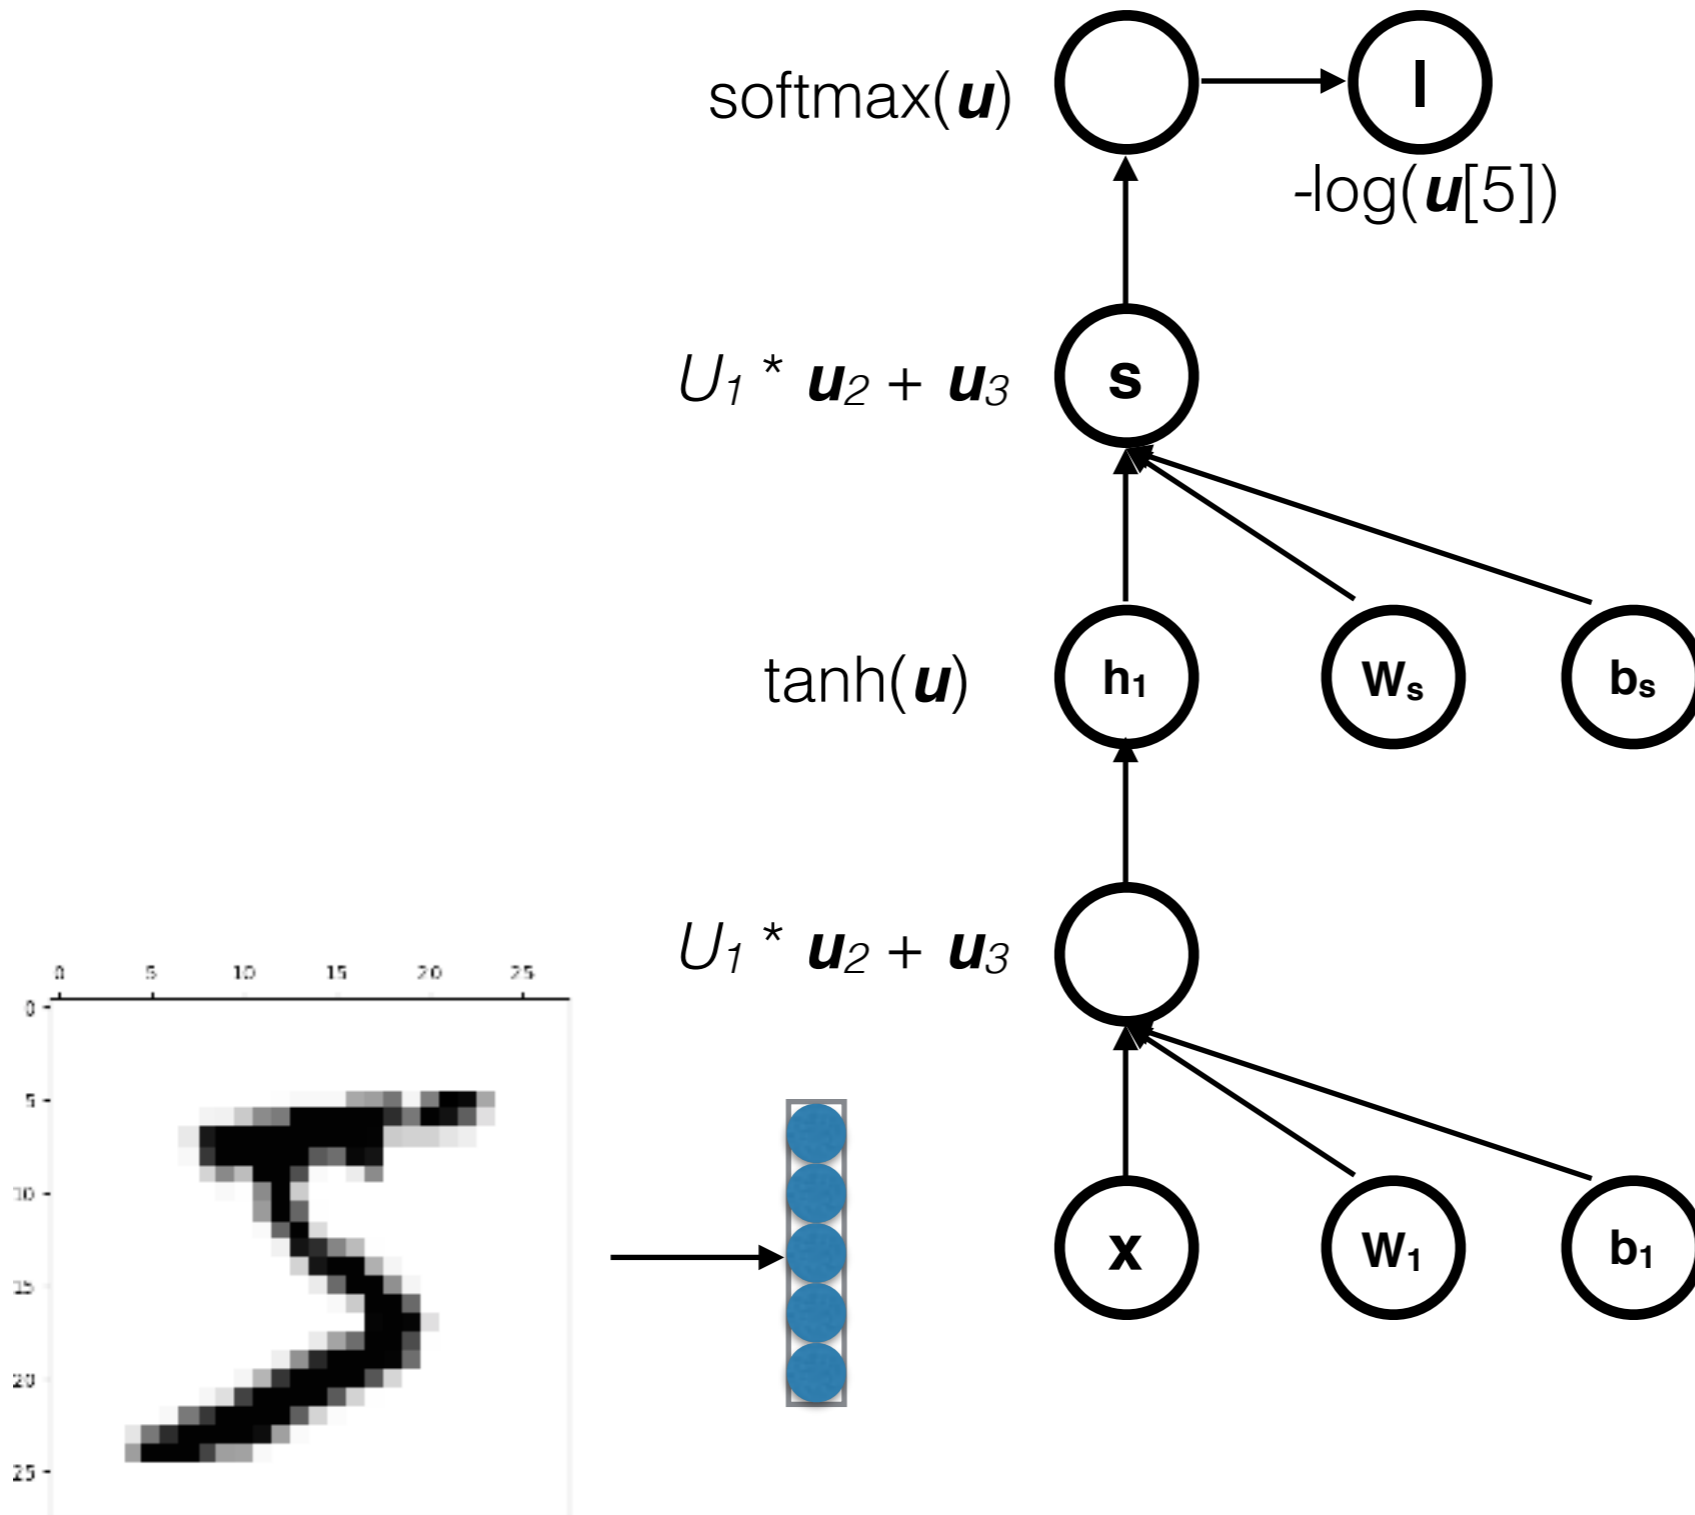 softmax(u)
l
-log(u[5])
U1 * u2 + u3
s
tanh(u)
h1
Ws
bs
U1 * u2 + u3
x
W1
b1
0 5 10 15 20 25
0
5
10
15
20
25